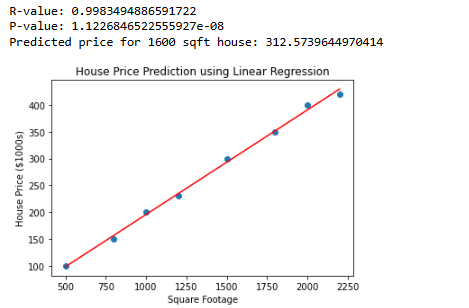 R-value: 0.9983494886591722
P-value: 1.1226846522555927e-08
Predicted price for 1600 sqft house: 312.5739644970414
House Price Prediction using Linear Regression
400
350
300
250
200
150
100
House Price ($1000s)
500 750 1000 1250 1500 1750 2000 2250
Square Footage